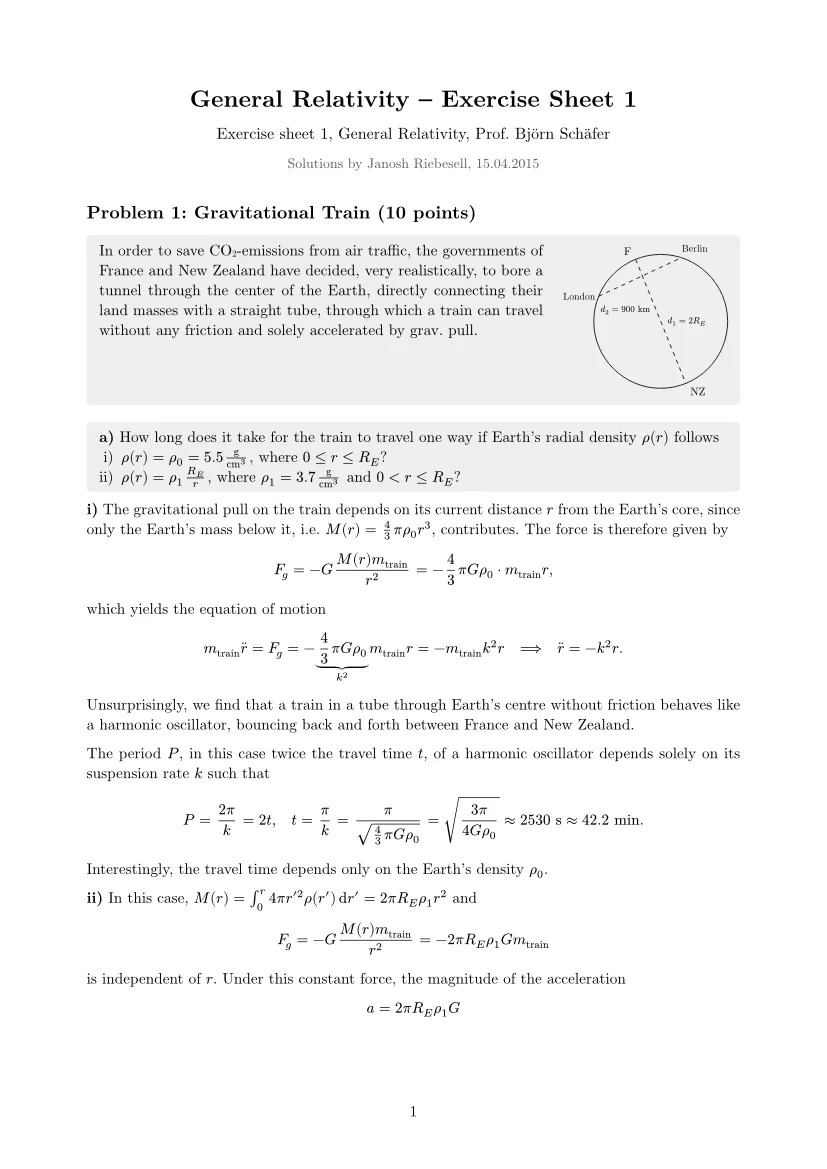 General Relativity – Exercise Sheet 1
Exercise sheet 1, General Relativity, Prof. Björn Schäfer
Solutions by Janosh Riebesell, 15.04.2015
Problem 1: Gravitational Train (10 points)
In order to save CO₂-emissions from air traffic, the governments of
France and New Zealand have decided, very realistically, to bore a
tunnel through the center of the Earth, directly connecting their
land masses with a straight tube, through which a train can travel
without any friction and solely accelerated by grav. pull.
F
Berlin
London
d₂ = 900 km
d₁ = 2R_E
NZ
a) How long does it take for the train to travel one way if Earth's radial density ρ(r) follows
i) ρ(r) = ρ₀ = 5.5 g/cm³, where 0 ≤ r ≤ R_E?
ii) ρ(r) = ρ₁ R_E/r, where ρ₁ = 3.7 g/cm³ and 0 < r ≤ R_E?
i) The gravitational pull on the train depends on its current distance r from the Earth's core, since
only the Earth's mass below it, i.e. M(r) = 4/3 πρ₀r³, contributes. The force is therefore given by
F_g = −G M(r)m_train/r² = −4/3 πGρ₀ · m_train r,
which yields the equation of motion
m_train r̈ = F_g = −4/3 πGρ₀ m_train r = −m_train k²r ⟹ r̈ = −k²r.
k²
Unsurprisingly, we find that a train in a tube through Earth's centre without friction behaves like
a harmonic oscillator, bouncing back and forth between France and New Zealand.
The period P, in this case twice the travel time t, of a harmonic oscillator depends solely on its
suspension rate k such that
P = 2π/k = 2t, t = π/k = π/√(4/3 πGρ₀) = √(3π/4Gρ₀) ≈ 2530 s ≈ 42.2 min.
Interestingly, the travel time depends only on the Earth's density ρ₀.
ii) In this case, M(r) = ∫₀ʳ 4πr′²ρ(r′) dr′ = 2πR_Eρ₁r² and
F_g = −G M(r)m_train/r² = −2πR_Eρ₁Gm_train
is independent of r. Under this constant force, the magnitude of the acceleration
a = 2πR_Eρ₁G
1